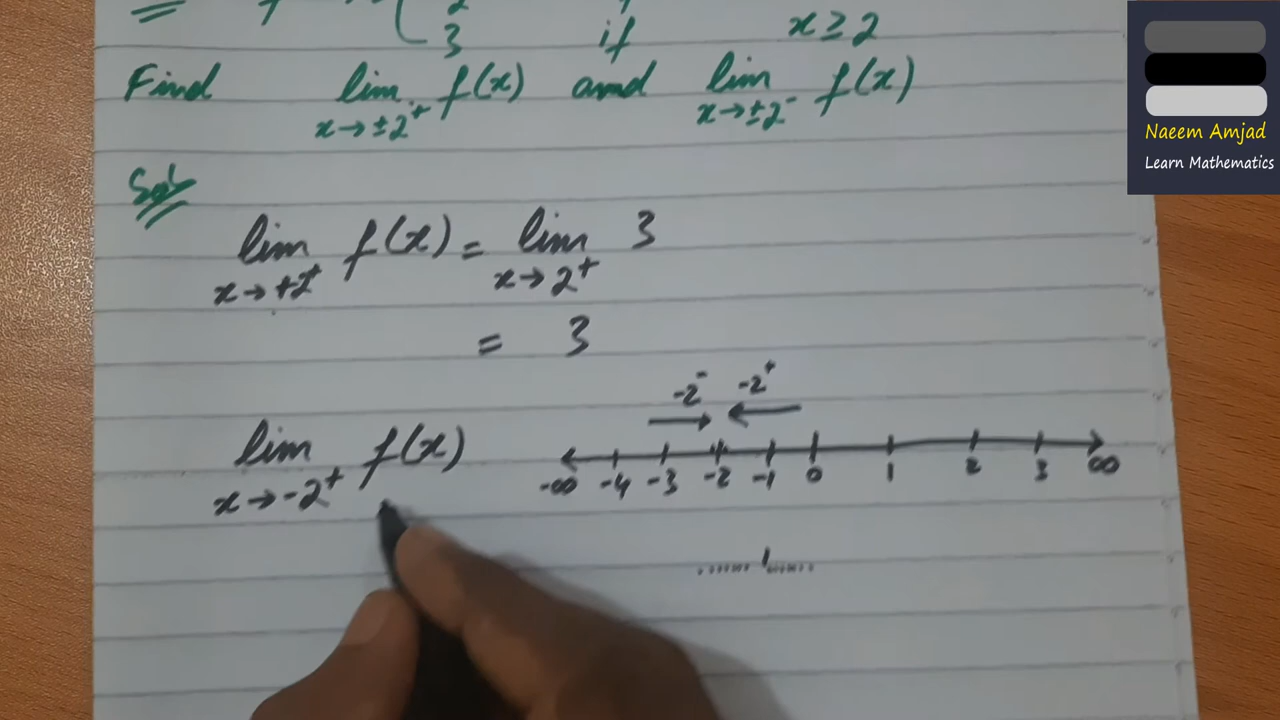 3 if x ≥ 2
Find lim f(x) and lim f(x)
x → ±2⁺ x → ±2⁻
Sol
lim f(x) = lim 3
x → +2⁺ x → 2⁺
= 3
-2⁻ -2⁺
lim f(x)
x → -2⁺
-∞ -4 -3 -2 -1 0 1 2 3 ∞
Naeem Amjad
Learn Mathematics